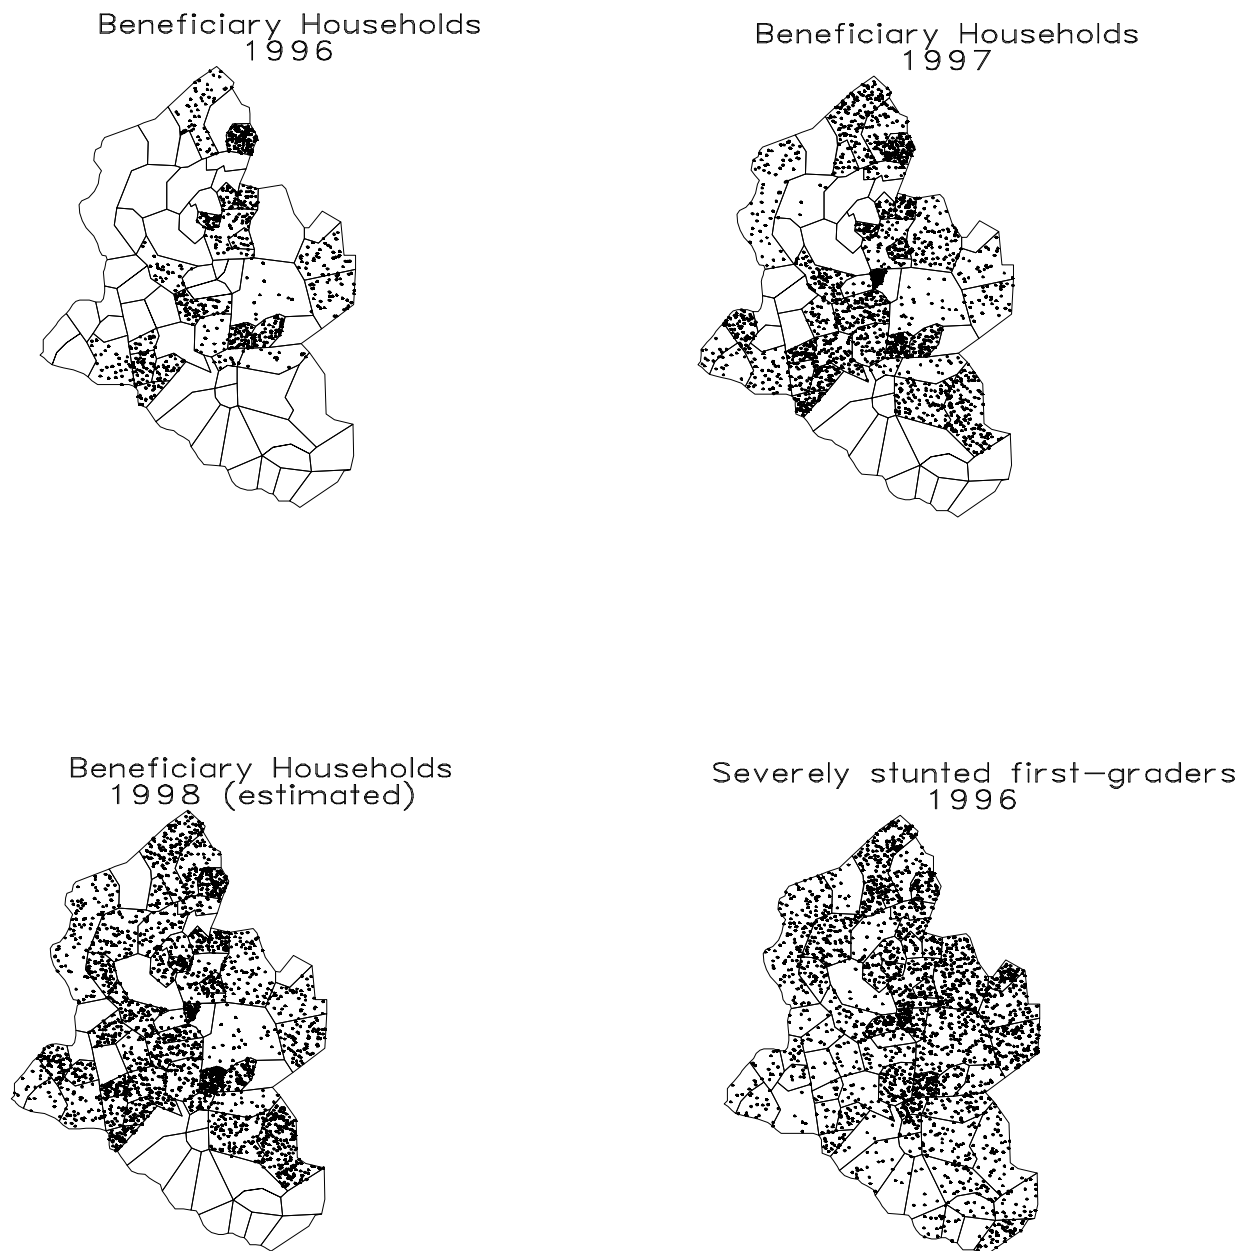 Beneficiary Households
1996
Beneficiary Households
1997
Beneficiary Households
1998 (estimated)
Severely stunted first-graders
1996